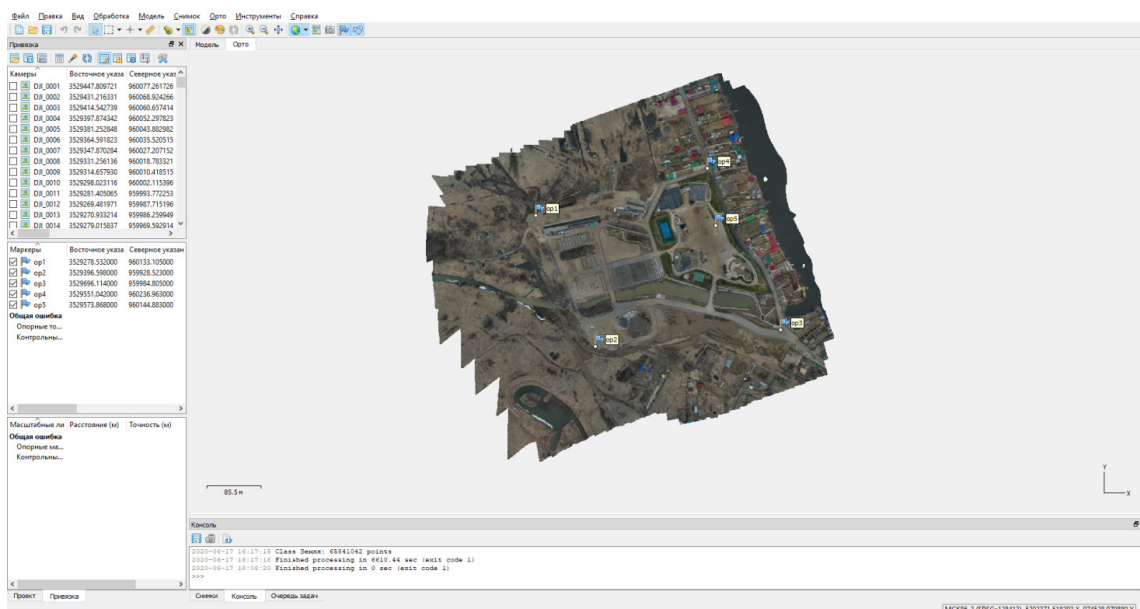 Файл Правка Вид Обработка Модель Снимок Орто Инструменты Справка
Привязка
Модель Орто
Камеры Восточное указа Северное указ
DJI_0001 3529447.809721 960077.261726
DJI_0002 3529431.216331 960068.924266
DJI_0003 3529414.542739 960060.657414
DJI_0004 3529397.874342 960052.297823
DJI_0005 3529381.252848 960043.882982
DJI_0006 3529364.591823 960035.520515
DJI_0007 3529347.870284 960027.207152
DJI_0008 3529331.256136 960018.783321
DJI_0009 3529314.657930 960010.418515
DJI_0010 3529298.023116 960002.115396
DJI_0011 3529281.405065 959993.772253
DJI_0012 3529269.481971 959987.715196
DJI_0013 3529270.933214 959986.259949
DJI_0014 3529279.015837 959969.592914
Маркеры Восточное указа Северное указан
op1 3529278.532000 960133.105000
op2 3529396.598000 959928.523000
op3 3529696.114000 959984.805000
op4 3529551.042000 960236.963000
op5 3529573.868000 960144.883000
Общая ошибка
Опорные то...
Контрольны...
Масштабные ли Расстояние (м) Точность (м)
Общая ошибка
Опорные ма...
Контрольны...
op4
op1
op5
op3
op2
85.3 м
Y
X
Консоль
2020-06-17 16:17:15 Class Земля: 65841042 points
2020-06-17 16:17:16 Finished processing in 6610.44 sec (exit code 1)
2020-06-17 18:08:20 Finished processing in 0 sec (exit code 1)
>>>
Проект Привязка
Снимки Консоль Очередь задач